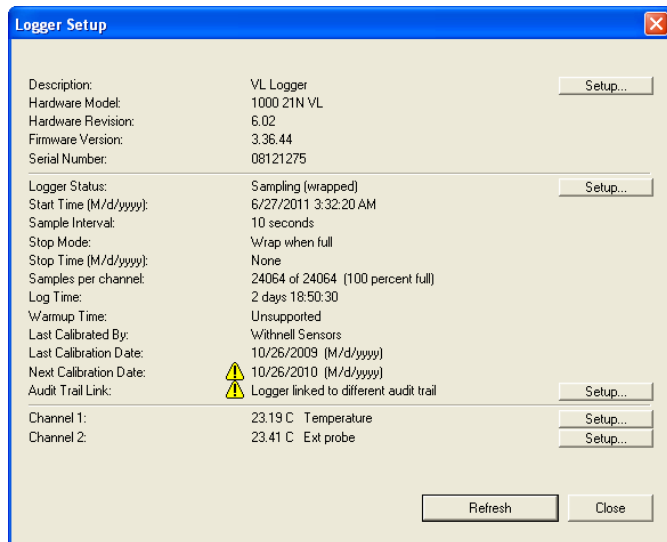 Logger Setup
Description: VL Logger Setup...
Hardware Model: 1000 21N VL
Hardware Revision: 6.02
Firmware Version: 3.36.44
Serial Number: 08121275
Logger Status: Sampling (wrapped) Setup...
Start Time (M/d/yyyy): 6/27/2011 3:32:20 AM
Sample Interval: 10 seconds
Stop Mode: Wrap when full
Stop Time (M/d/yyyy): None
Samples per channel: 24064 of 24064 (100 percent full)
Log Time: 2 days 18:50:30
Warmup Time: Unsupported
Last Calibrated By: Withnell Sensors
Last Calibration Date: 10/26/2009 (M/d/yyyy)
Next Calibration Date: 10/26/2010 (M/d/yyyy)
Audit Trail Link: Logger linked to different audit trail Setup...
Channel 1: 23.19 C Temperature Setup...
Channel 2: 23.41 C Ext probe Setup...
Refresh Close